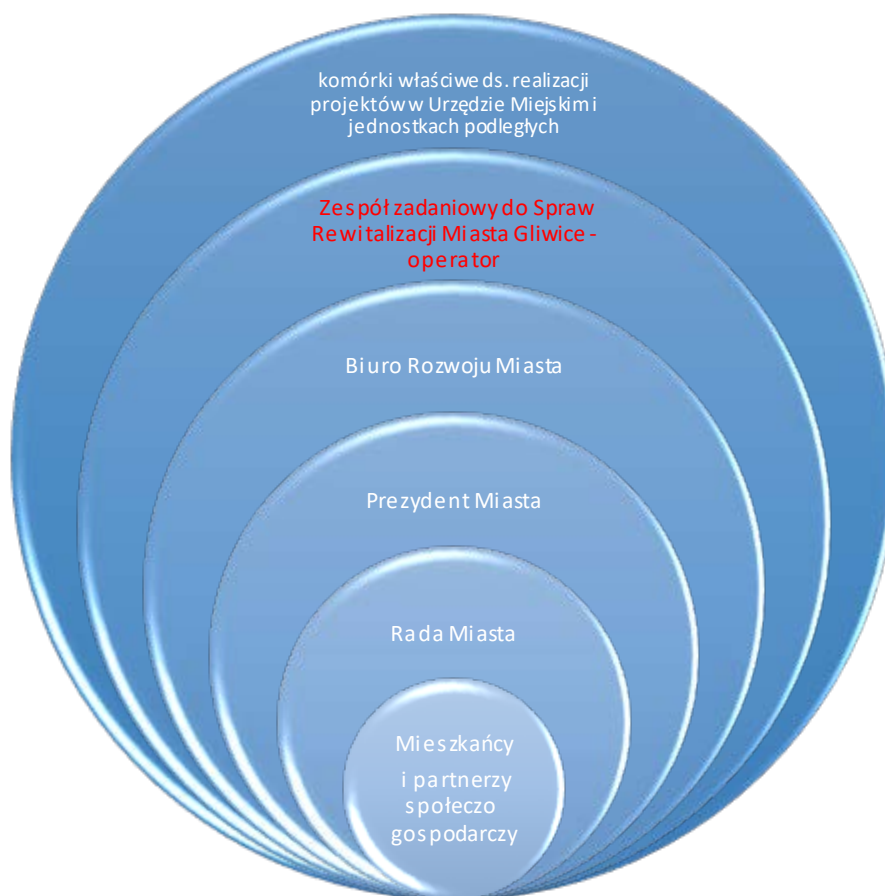 komórki właściwe ds. realizacji
projektów w Urzędzie Miejskim i
jednostkach podległych
Zespół zadaniowy do Spraw
Rewitalizacji Miasta Gliwice -
operator
Biuro Rozwoju Miasta
Prezydent Miasta
Rada Miasta
Mieszkańcy
i partnerzy
społeczo
gospodarczy